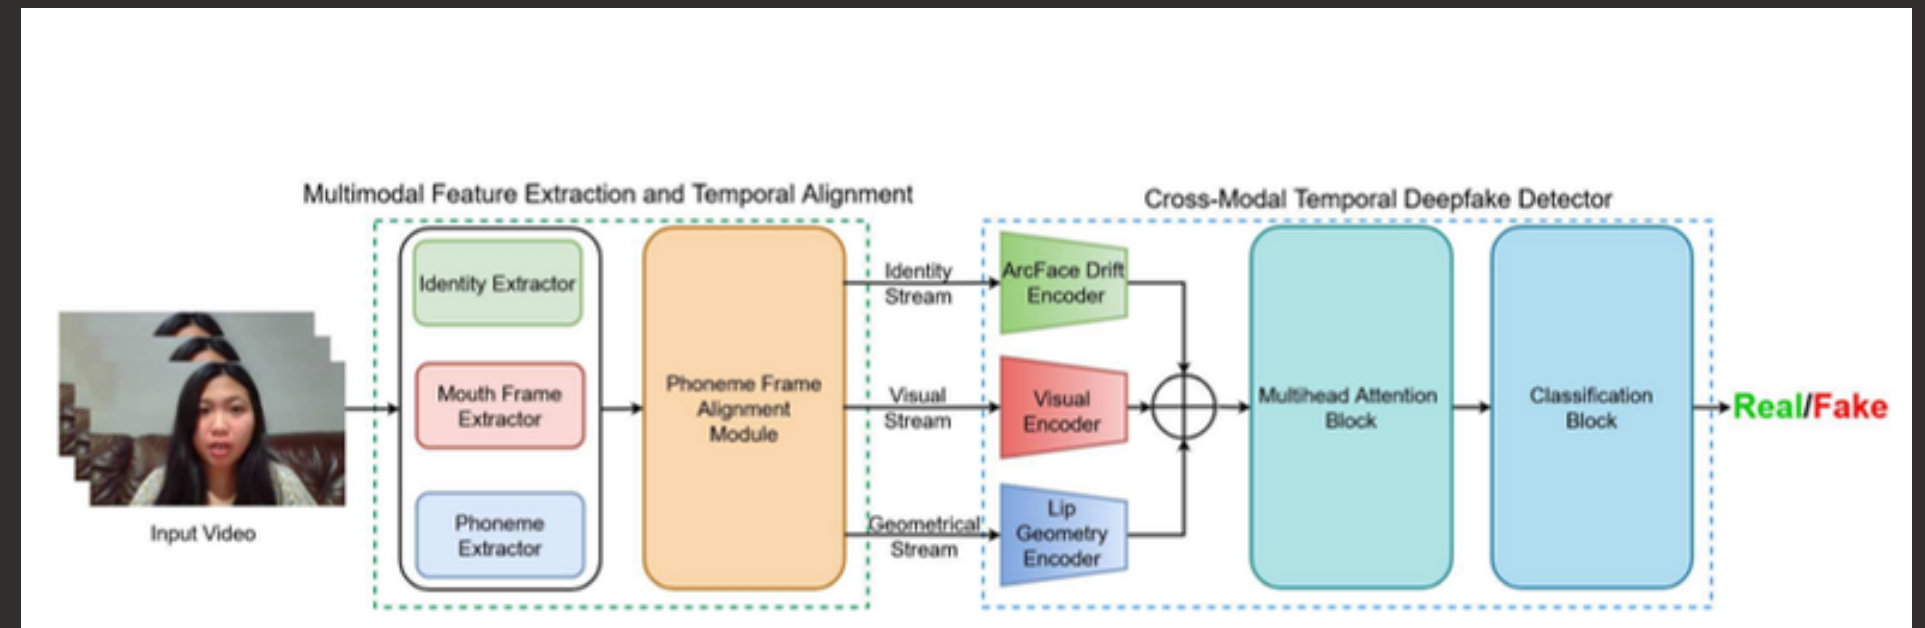 Multimodal Feature Extraction and Temporal Alignment
Cross-Modal Temporal Deepfake Detector
Identity Extractor
Mouth Frame
Extractor
Phoneme
Extractor
Phoneme Frame
Alignment
Module
Identity
Stream
Visual
Stream
Geometrical
Stream
ArcFace Drift
Encoder
Visual
Encoder
Lip
Geometry
Encoder
Multihead Attention
Block
Classification
Block
Real/Fake
Input Video